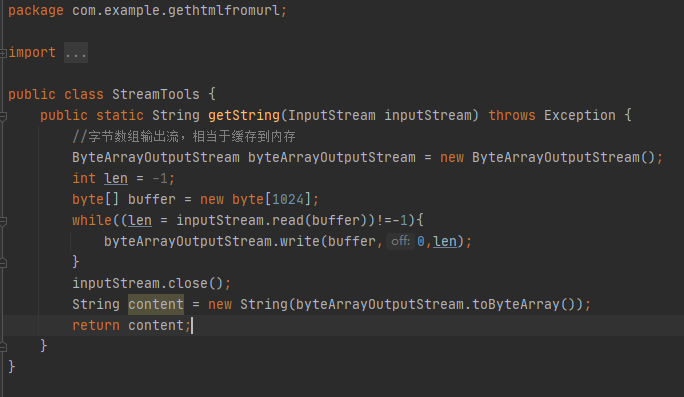 package com.example.gethtmlfromurl;
import ...
public class StreamTools {
public static String getString(InputStream inputStream) throws Exception {
//字节数组输出流，相当于缓存到内存
ByteArrayOutputStream byteArrayOutputStream = new ByteArrayOutputStream();
int len = -1;
byte[] buffer = new byte[1024];
while((len = inputStream.read(buffer))!=-1){
byteArrayOutputStream.write(buffer, off: 0,len);
}
inputStream.close();
String content = new String(byteArrayOutputStream.toByteArray());
return content;
}
}